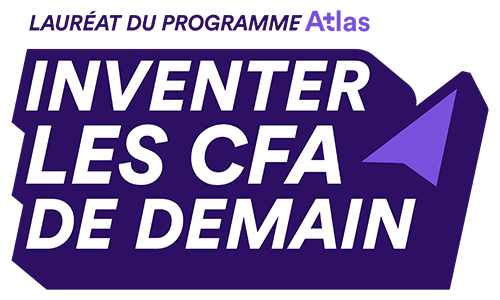 LAURÉAT DU PROGRAMME Atlas
INVENTER
LES CFA
DE DEMAIN